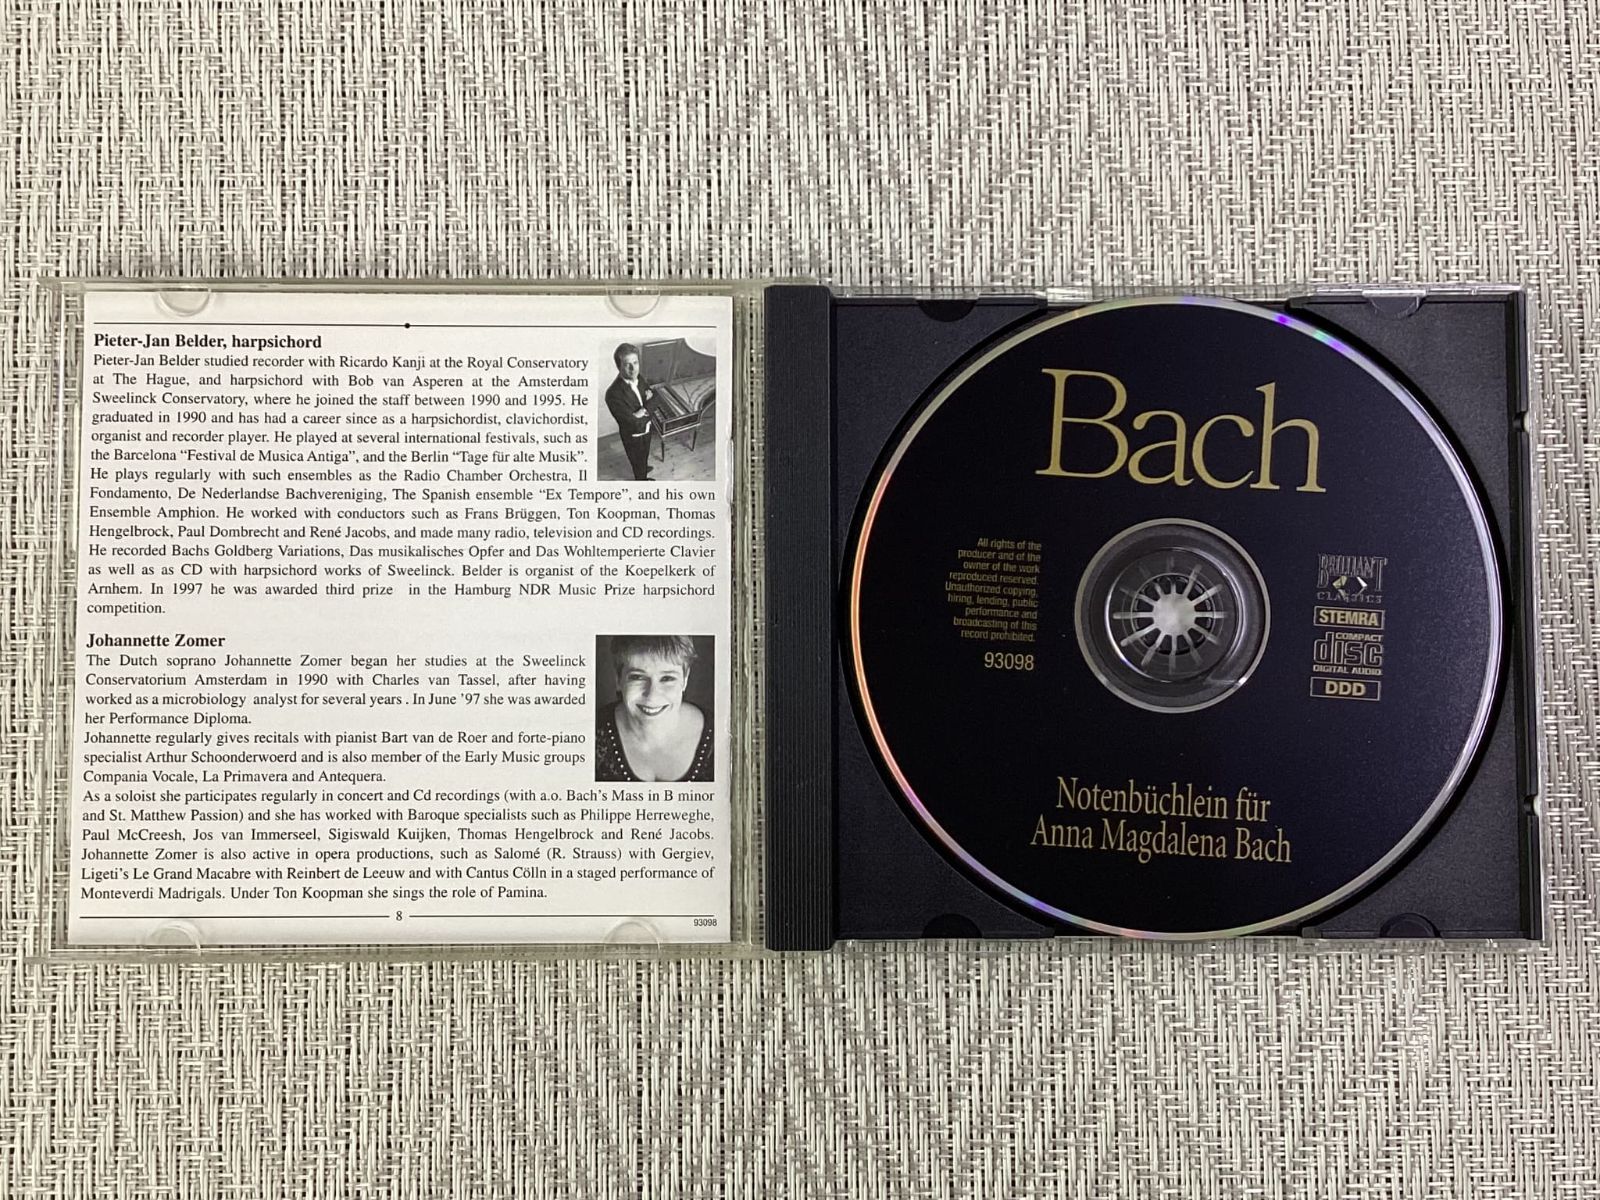 Pieter-Jan Belder, harpsichord
Pieter-Jan Belder studied recorder with Ricardo Kanji at the Royal Conservatory
at The Hague, and harpsichord with Bob van Asperen at the Amsterdam
Sweelinck Conservatory, where he joined the staff between 1990 and 1995. He
graduated in 1990 and has had a career since as a harpsichordist, clavichordist,
organist and recorder player. He played at several international festivals, such as
the Barcelona “Festival de Musica Antiga”, and the Berlin “Tage für alte Musik”.
He plays regularly with such ensembles as the Radio Chamber Orchestra, Il
Fondamento, De Nederlandse Bachvereniging, The Spanish ensemble “Ex Tempore”, and his own
Ensemble Amphion. He worked with conductors such as Frans Brüggen, Ton Koopman, Thomas
Hengelbrock, Paul Dombrecht and René Jacobs, and made many radio, television and CD recordings.
He recorded Bachs Goldberg Variations, Das musikalisches Opfer and Das Wohltemperierte Clavier
as well as as CD with harpsichord works of Sweelinck. Belder is organist of the Koepelkerk of
Arnhem. In 1997 he was awarded third prize in the Hamburg NDR Music Prize harpsichord
competition.
Johannette Zomer
The Dutch soprano Johannette Zomer began her studies at the Sweelinck
Conservatorium Amsterdam in 1990 with Charles van Tassel, after having
worked as a microbiology analyst for several years . In June ’97 she was awarded
her Performance Diploma.
Johannette regularly gives recitals with pianist Bart van de Roer and forte-piano
specialist Arthur Schoonderwoerd and is also member of the Early Music groups
Compania Vocale, La Primavera and Antequera.
As a soloist she participates regularly in concert and Cd recordings (with a.o. Bach’s Mass in B minor
and St. Matthew Passion) and she has worked with Baroque specialists such as Philippe Herreweghe,
Paul McCreesh, Jos van Immerseel, Sigiswald Kuijken, Thomas Hengelbrock and René Jacobs.
Johannette Zomer is also active in opera productions, such as Salomé (R. Strauss) with Gergiev,
Ligeti’s Le Grand Macabre with Reinbert de Leeuw and with Cantus Cölln in a staged performance of
Monteverdi Madrigals. Under Ton Koopman she sings the role of Pamina.
8
93098
Bach
All rights of the
producer and of the
owner of the work
reproduced reserved.
Unauthorized copying,
hiring, lending, public
performance and
broadcasting of this
record prohibited.
93098
BRILLIANT
CLASSICS
STEMRA
COMPACT
disc
DIGITAL AUDIO
DDD
Notenbüchlein für
Anna Magdalena Bach